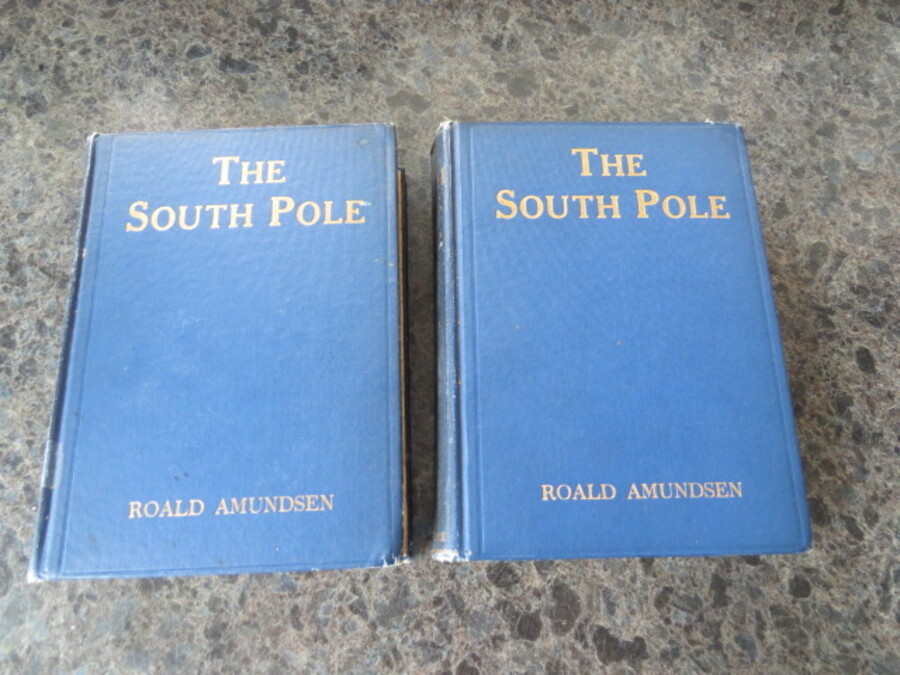 THE
SOUTH POLE
ROALD AMUNDSEN
THE
SOUTH POLE
ROALD AMUNDSEN